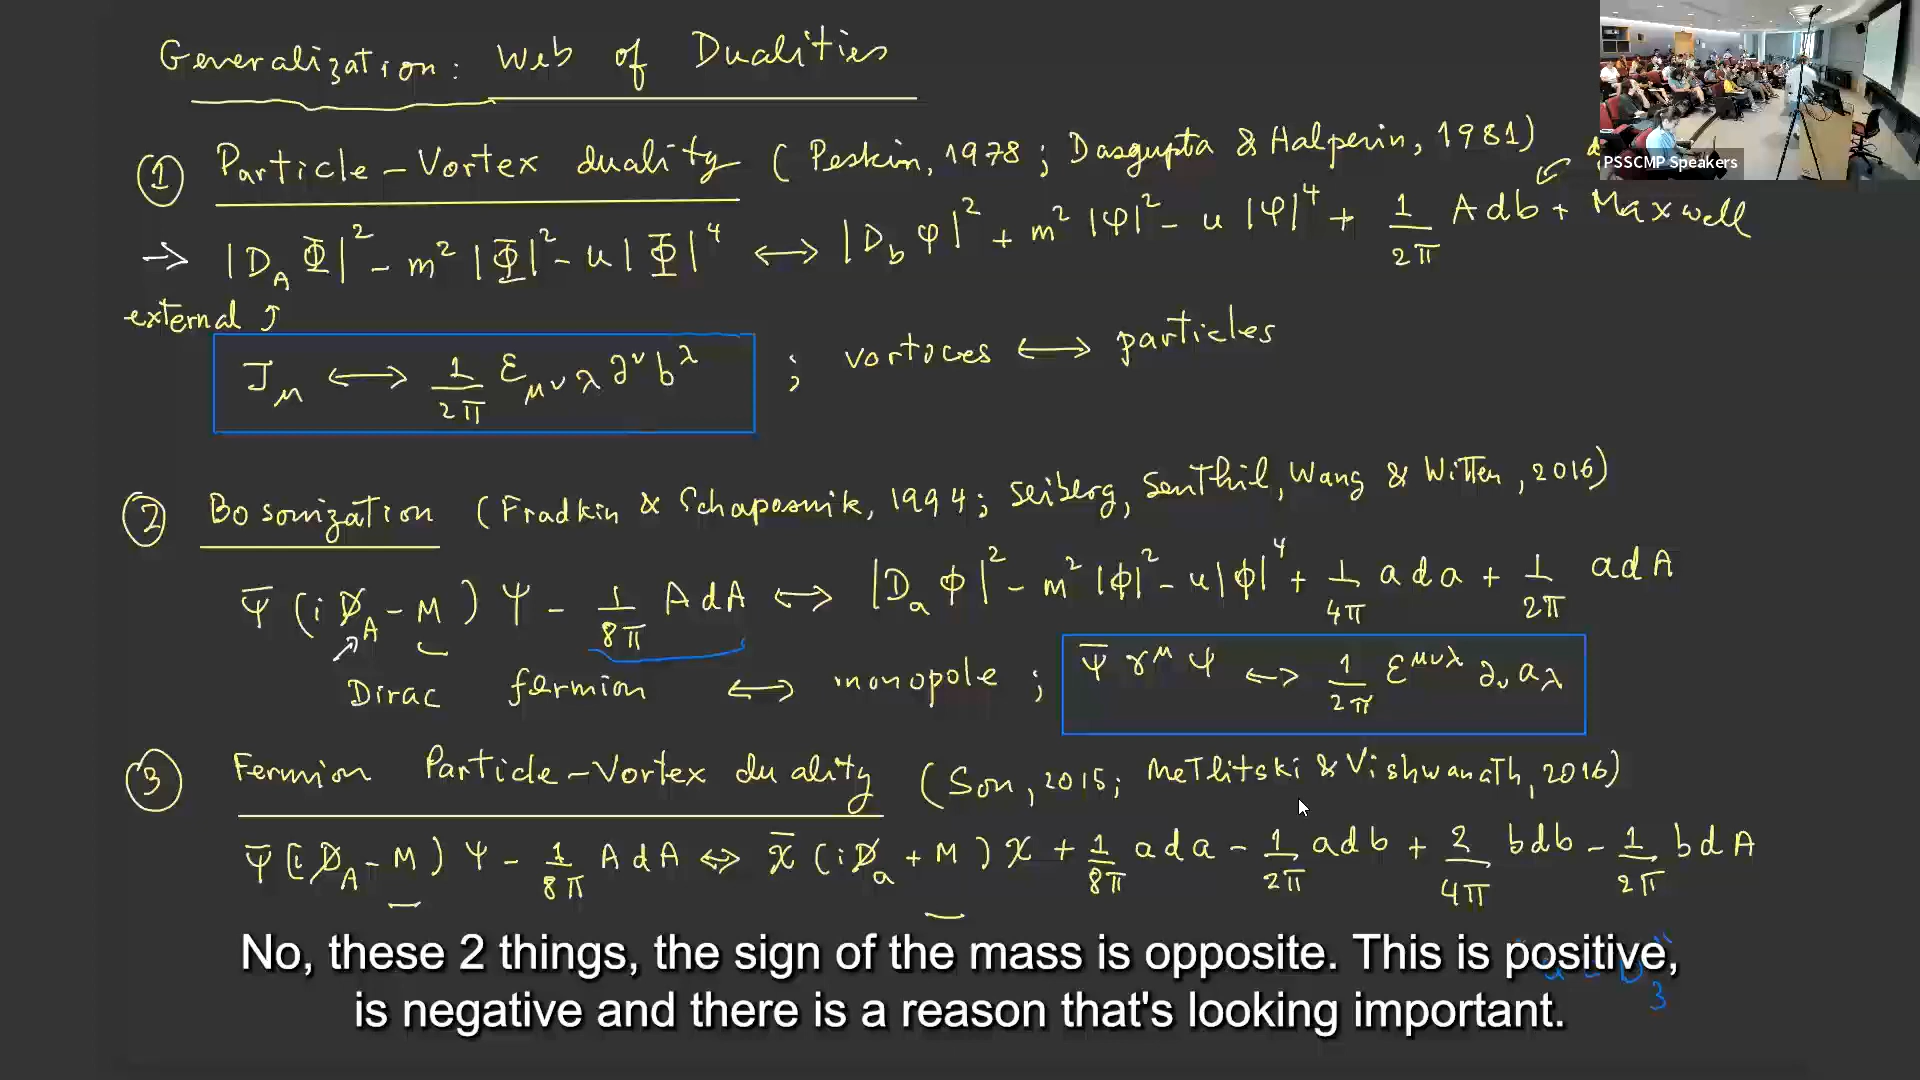 Generalization: Web of Dualities
① Particle-Vortex duality (Peskin, 1978; Dasgupta & Halperin, 1981)
PSSCMP Speakers
→ |D_A Φ|² - m² |Φ|² - u |Φ|⁴ ⟷ |D_b φ|² + m² |φ|² - u |φ|⁴ + 1/2π Adb + Maxwell
external ↑
J_μ ⟷ 1/2π ε_μνλ ∂^ν b^λ ; vortices ⟷ particles
② Bosonization (Fradkin & Schaposnik, 1994; Seiberg, Senthil, Wang & Witten, 2016)
ψ̄ (i D̸_A - M) ψ - 1/8π AdA ⟷ |D_a ϕ|² - m² |ϕ|² - u |ϕ|⁴ + 1/4π ada + 1/2π adA
Dirac fermion ⟷ monopole ; ψ̄ γ^μ ψ ⟷ 1/2π ε^μνλ ∂_ν a_λ
③ Fermion Particle-Vortex duality (Son, 2015; Metlitski & Vishwanath, 2016)
ψ̄ [i D̸_A - M) ψ - 1/8π AdA ⟷ χ̄ (i D̸_a + M) χ + 1/8π ada - 1/2π adb + 2/4π bdb - 1/2π bdA
No, these 2 things, the sign of the mass is opposite. This is positive,
is negative and there is a reason that's looking important.